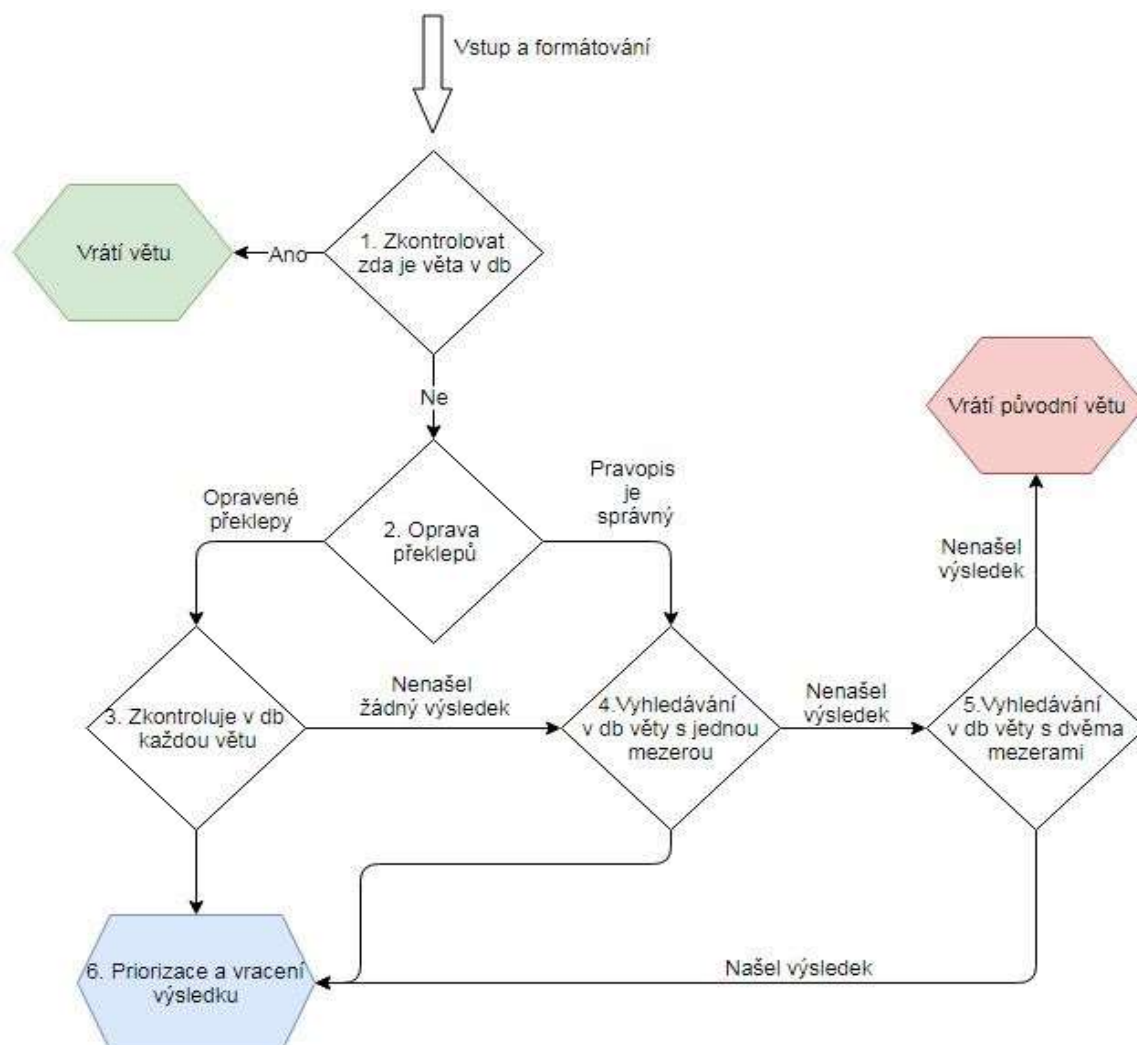 Vstup a formátování
1. Zkontrolovat
zda je věta v db
Ano
Vrátí větu
Ne
Vrátí původní větu
Opravené
překlepy
2. Oprava
překlepů
Pravopis
je
správný
Nenašel
výsledek
3. Zkontroluje v db
každou větu
Nenašel
žádný výsledek
4.Vyhledávání
v db věty s jednou
mezerou
Nenašel
výsledek
5.Vyhledávání
v db věty s dvěma
mezerami
6. Priorizace a vracení
výsledku
Našel výsledek